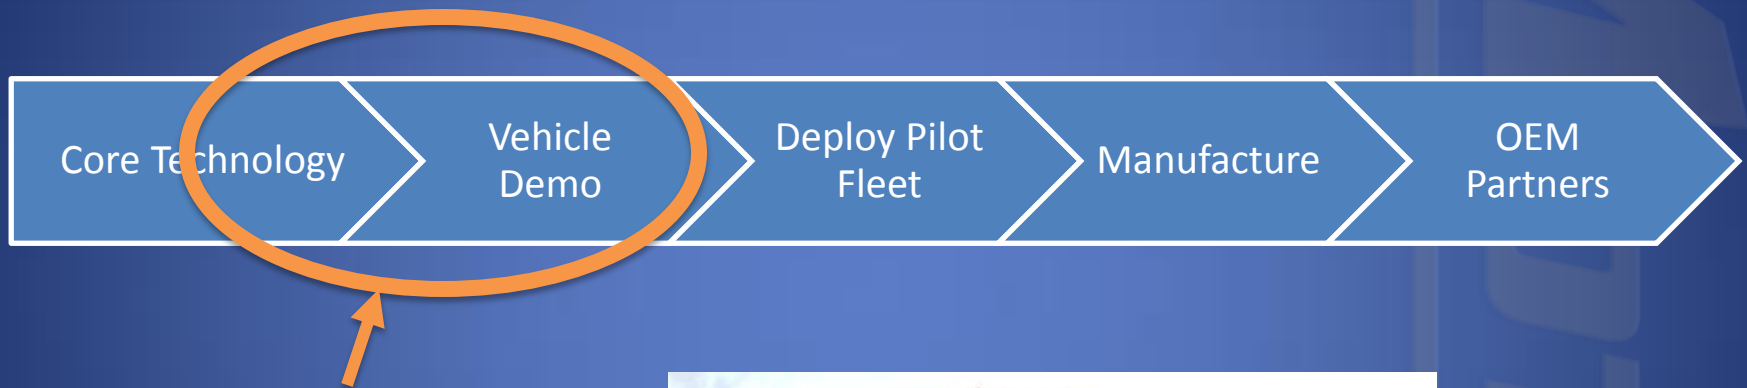 Core Technology
Vehicle
Demo
Deploy Pilot
Fleet
Manufacture
OEM
Partners